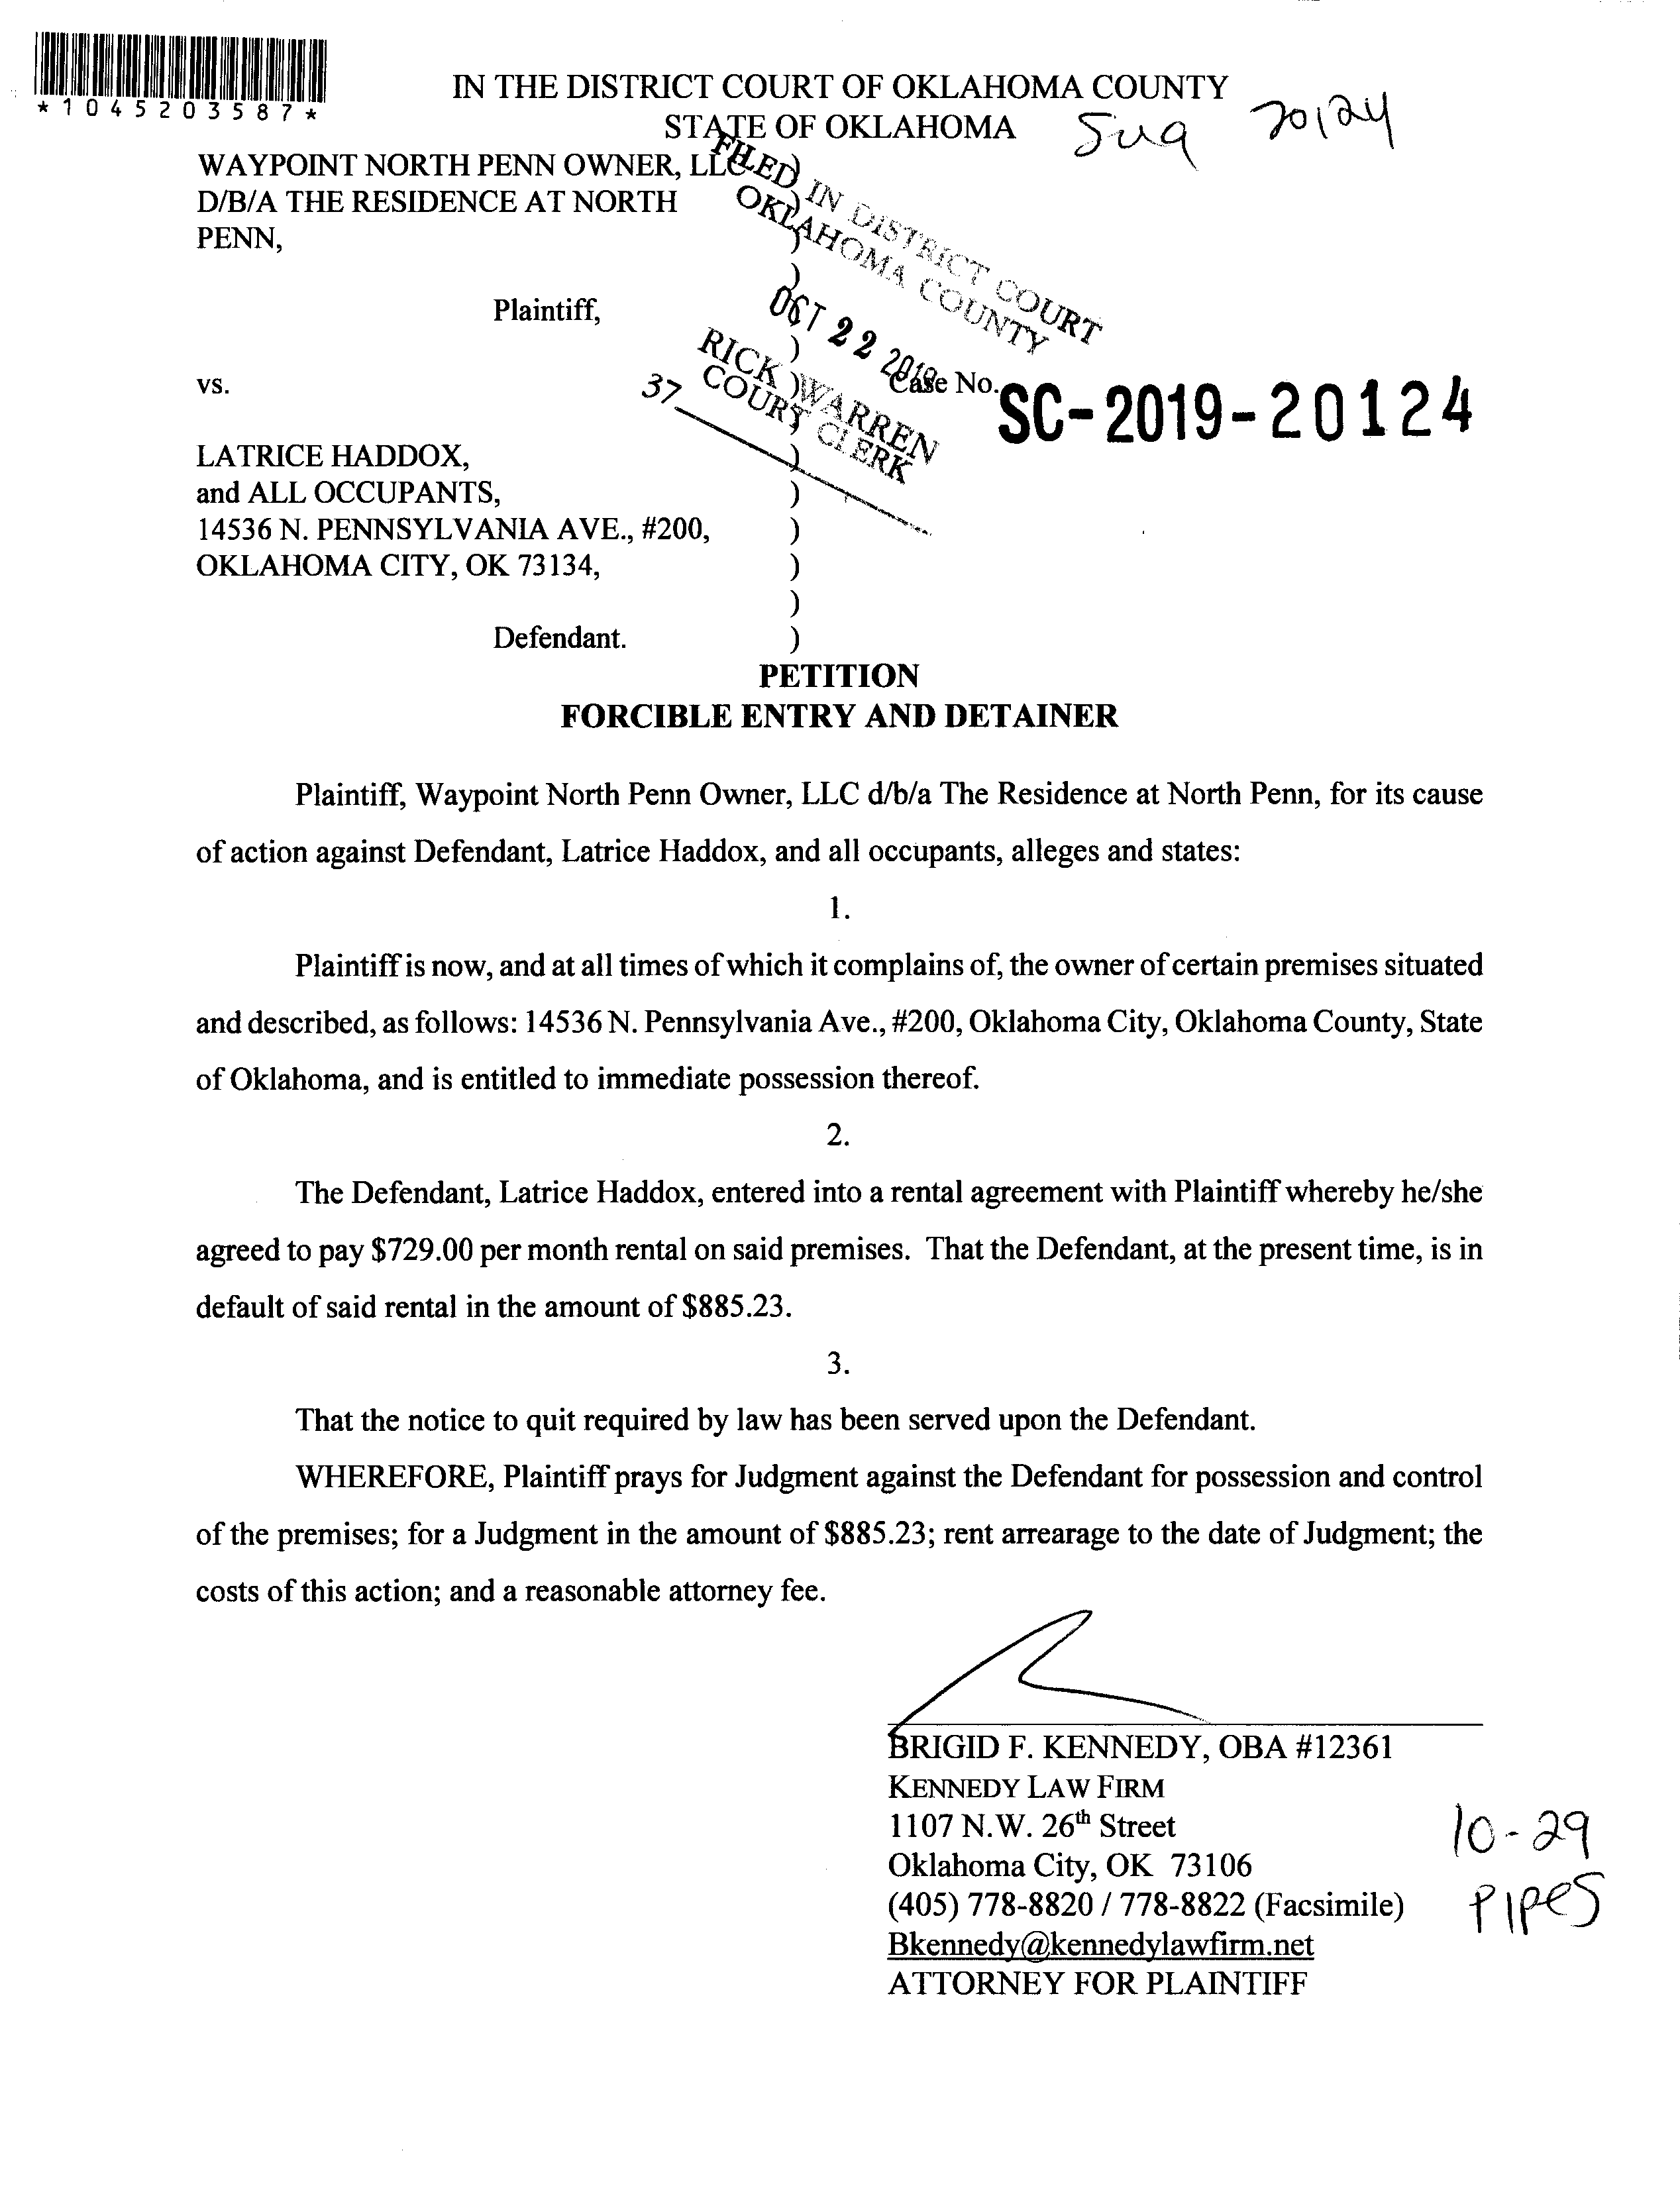 *1045203587*
IN THE DISTRICT COURT OF OKLAHOMA COUNTY
STATE OF OKLAHOMA
20124
WAYPOINT NORTH PENN OWNER, LLC )
D/B/A THE RESIDENCE AT NORTH )
PENN, )
)
Plaintiff,
)
vs. ) Case No. SC-2019-20124
)
LATRICE HADDOX, )
and ALL OCCUPANTS, )
14536 N. PENNSYLVANIA AVE., #200, )
OKLAHOMA CITY, OK 73134, )
)
Defendant. )
FILED IN DISTRICT COURT
OKLAHOMA COUNTY
OCT 22 2019
RICK WARREN
COURT CLERK
37
PETITION
FORCIBLE ENTRY AND DETAINER
Plaintiff, Waypoint North Penn Owner, LLC d/b/a The Residence at North Penn, for its cause
of action against Defendant, Latrice Haddox, and all occupants, alleges and states:
1.
Plaintiff is now, and at all times of which it complains of, the owner of certain premises situated
and described, as follows: 14536 N. Pennsylvania Ave., #200, Oklahoma City, Oklahoma County, State
of Oklahoma, and is entitled to immediate possession thereof.
2.
The Defendant, Latrice Haddox, entered into a rental agreement with Plaintiff whereby he/she
agreed to pay $729.00 per month rental on said premises. That the Defendant, at the present time, is in
default of said rental in the amount of $885.23.
3.
That the notice to quit required by law has been served upon the Defendant.
WHEREFORE, Plaintiff prays for Judgment against the Defendant for possession and control
of the premises; for a Judgment in the amount of $885.23; rent arrearage to the date of Judgment; the
costs of this action; and a reasonable attorney fee.
BRIGID F. KENNEDY, OBA #12361
KENNEDY LAW FIRM
1107 N.W. 26th Street
Oklahoma City, OK 73106
(405) 778-8820 / 778-8822 (Facsimile)
Bkennedy@kennedylawfirm.net
ATTORNEY FOR PLAINTIFF
10-29
PIPES